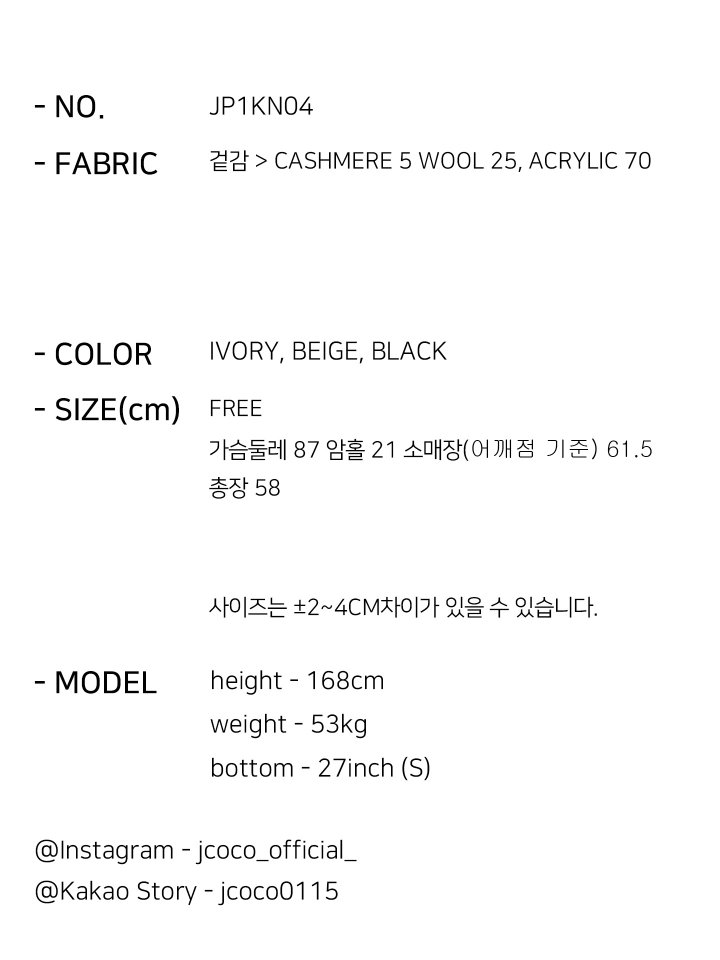 - NO. JP1KN04
- FABRIC 겉감 > CASHMERE 5 WOOL 25, ACRYLIC 70
- COLOR IVORY, BEIGE, BLACK
- SIZE(cm) FREE
가슴둘레 87 암홀 21 소매장(어깨점 기준) 61.5
총장 58
사이즈는 ±2~4CM차이가 있을 수 있습니다.
- MODEL height - 168cm
weight - 53kg
bottom - 27inch (S)
@Instagram - jcoco_official_
@Kakao Story - jcoco0115